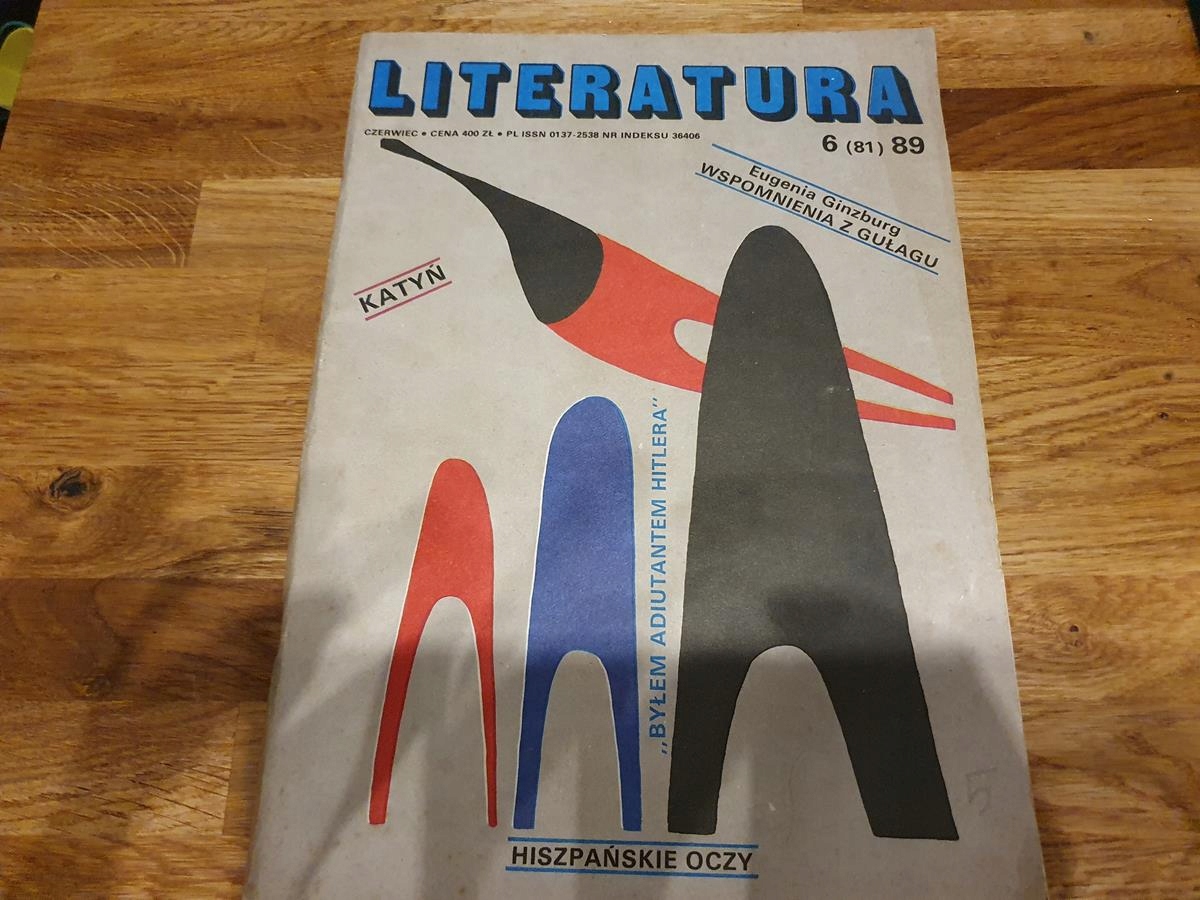 LITERATURA
CZERWIEC • CENA 400 ZŁ • PL ISSN 0137-2538 NR INDEKSU 36406
6 (81) 89
Eugenia Ginzburg
WSPOMNIENIA Z GUŁAGU
KATYŃ
„BYŁEM ADIUTANTEM HITLERA”
HISZPAŃSKIE OCZY
5